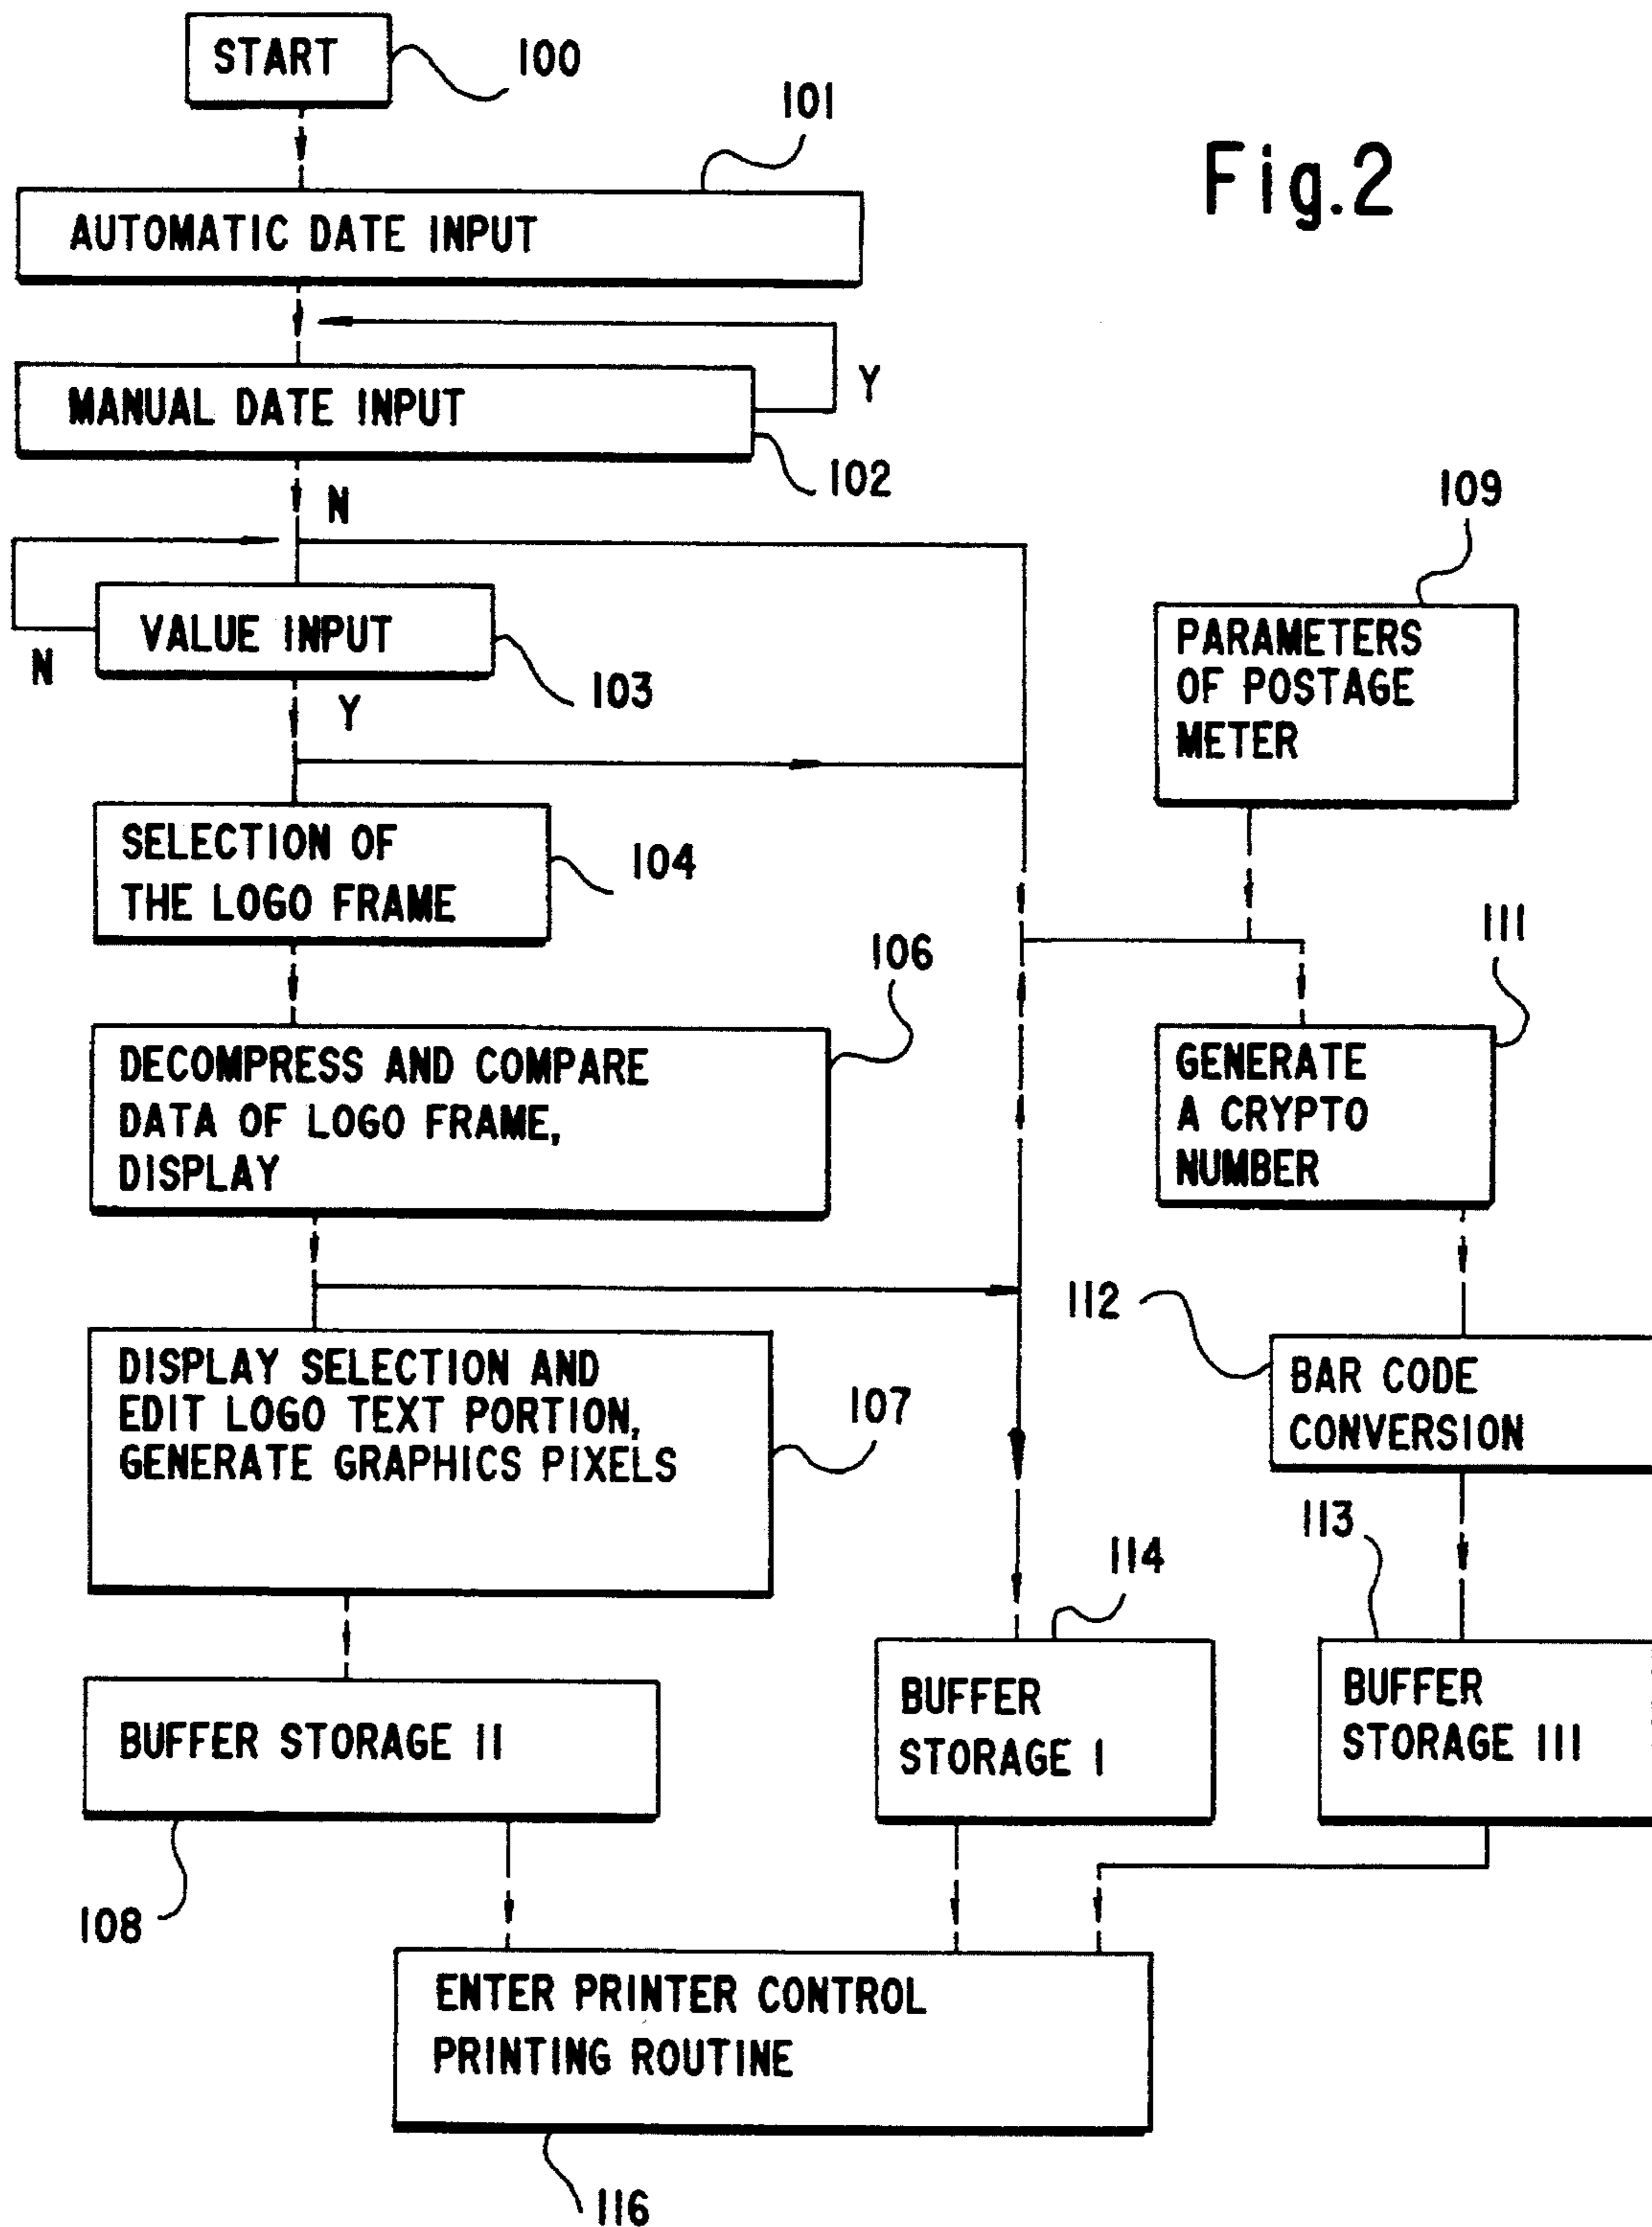 START
100
101
Fig.2
AUTOMATIC DATE INPUT
Y
MANUAL DATE INPUT
102
109
N
VALUE INPUT
N
103
Y
PARAMETERS
OF POSTAGE
METER
SELECTION OF
THE LOGO FRAME
104
106
111
DECOMPRESS AND COMPARE
DATA OF LOGO FRAME,
DISPLAY
GENERATE
A CRYPTO
NUMBER
112
DISPLAY SELECTION AND
EDIT LOGO TEXT PORTION,
GENERATE GRAPHICS PIXELS
107
BAR CODE
CONVERSION
113
114
BUFFER STORAGE II
BUFFER
STORAGE I
BUFFER
STORAGE III
108
ENTER PRINTER CONTROL
PRINTING ROUTINE
116